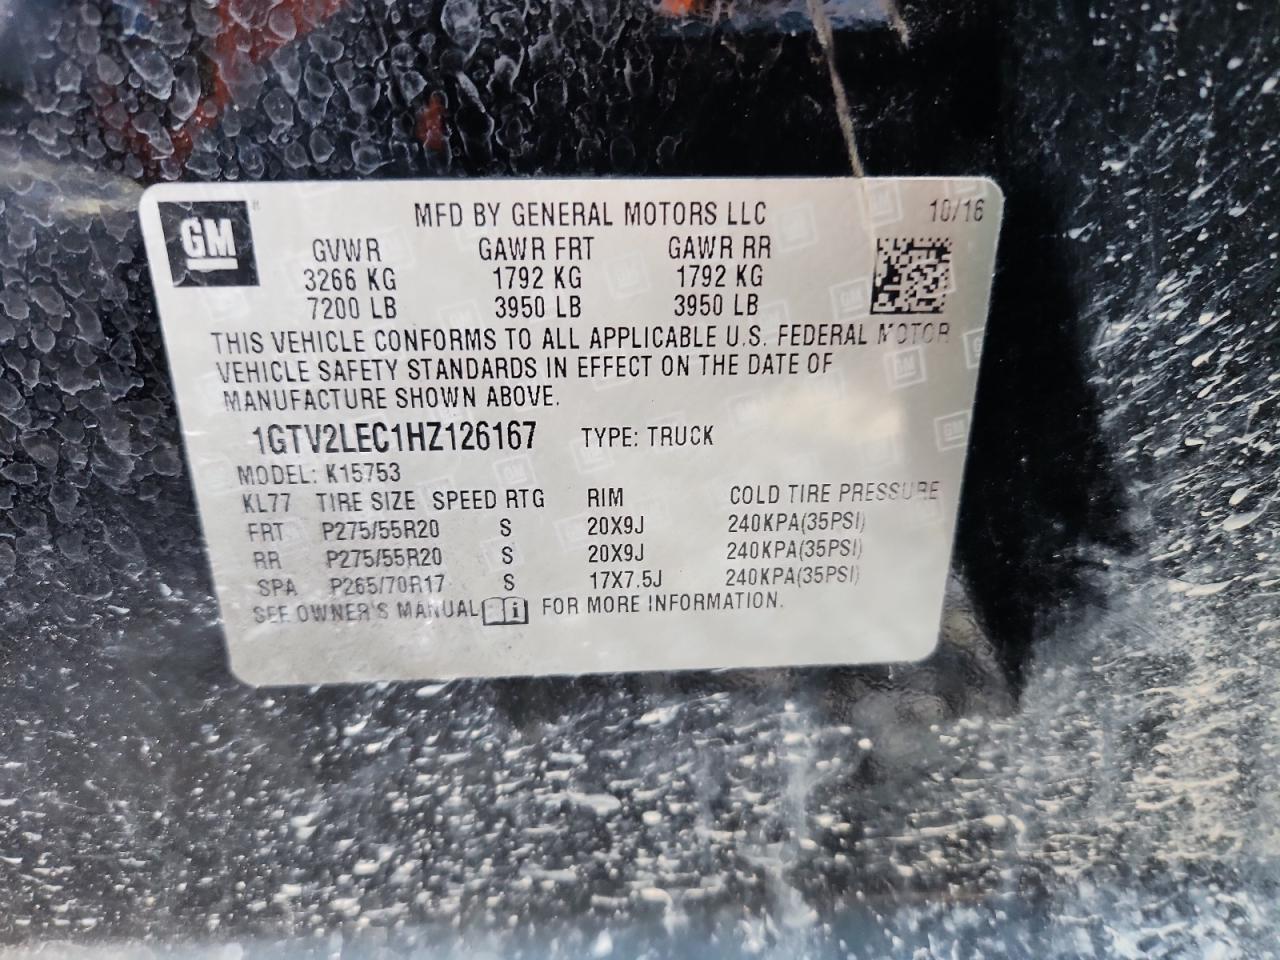 GM
MFD BY GENERAL MOTORS LLC 10/16
GVWR GAWR FRT GAWR RR
3266 KG 1792 KG 1792 KG
7200 LB 3950 LB 3950 LB
THIS VEHICLE CONFORMS TO ALL APPLICABLE U.S. FEDERAL MOTOR
VEHICLE SAFETY STANDARDS IN EFFECT ON THE DATE OF
MANUFACTURE SHOWN ABOVE.
1GTV2LEC1HZ126167 TYPE: TRUCK
MODEL: K15753
KL77 TIRE SIZE SPEED RTG RIM COLD TIRE PRESSURE
FRT P275/55R20 S 20X9J 240KPA(35PSI)
RR P275/55R20 S 20X9J 240KPA(35PSI)
SPA P265/70R17 S 17X7.5J 240KPA(35PSI)
SEE OWNER'S MANUAL i FOR MORE INFORMATION.